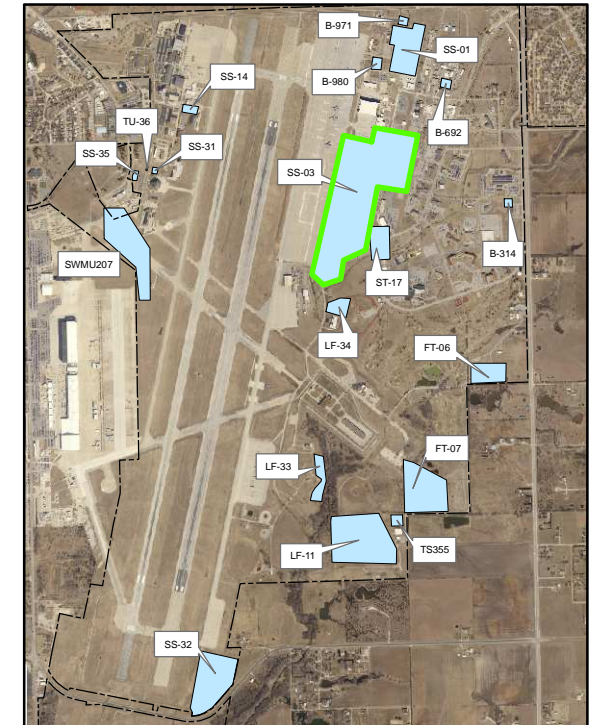 B-971
SS-01
B-980
SS-14
B-692
TU-36
SS-31
SS-35
SS-03
B-314
SWMU207
ST-17
LF-34
FT-06
LF-33
FT-07
TS355
LF-11
SS-32